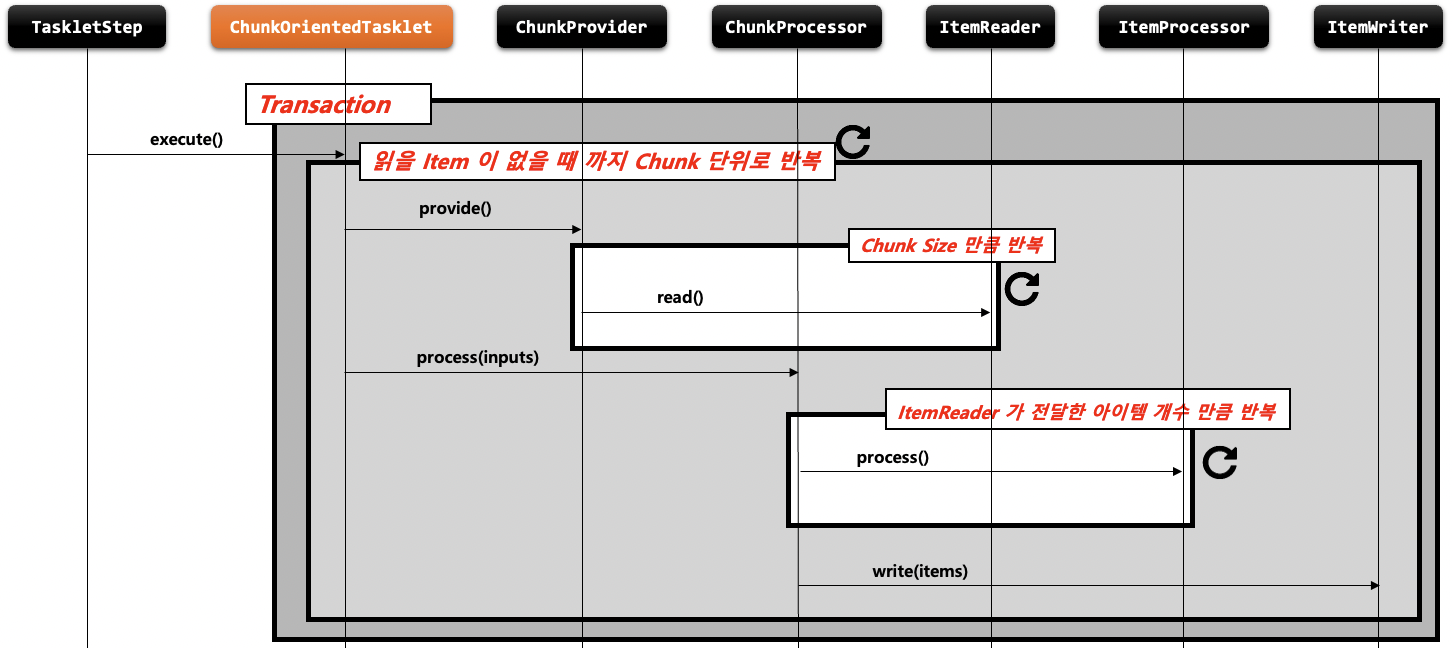 TaskletStep
ChunkOrientedTasklet
ChunkProvider
ChunkProcessor
ItemReader
ItemProcessor
ItemWriter
Transaction
execute()
읽을 Item 이 없을 때 까지 Chunk 단위로 반복
provide()
Chunk Size 만큼 반복
read()
process(inputs)
ItemReader 가 전달한 아이템 개수 만큼 반복
process()
write(items)